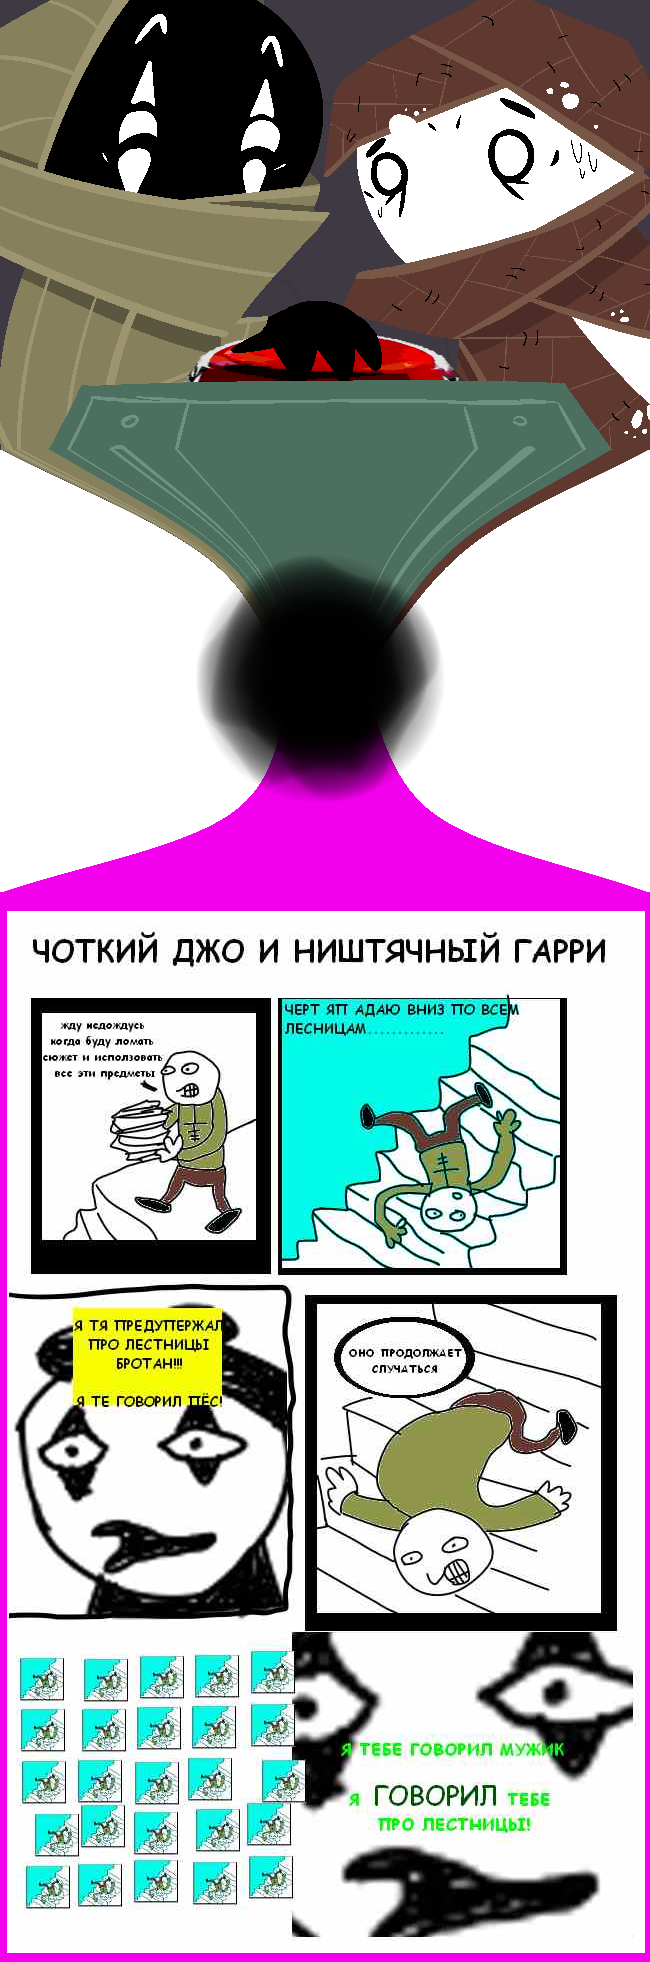 ЧОТКИЙ ДЖО И НИШТЯЧНЫЙ ГАРРИ
жду недождусь
когда буду ломать
сюжет и исползовать
все эти предметы
ЧЕРТ ЯП АДАЮ ВНИЗ ПО ВСЕМ
ЛЕСНИЦАМ.............
Я ТЯ ПРЕДУПЕРЖАЛ
ПРО ЛЕСТНИЦЫ
БРОТАН!!!
Я ТЕ ГОВОРИЛ ПЁС!
ОНО ПРОДОЛЖАЕТ
СЛУЧАТЬСЯ
Я ТЕБЕ ГОВОРИЛ МУЖИК
Я ГОВОРИЛ ТЕБЕ
ПРО ЛЕСТНИЦЫ!